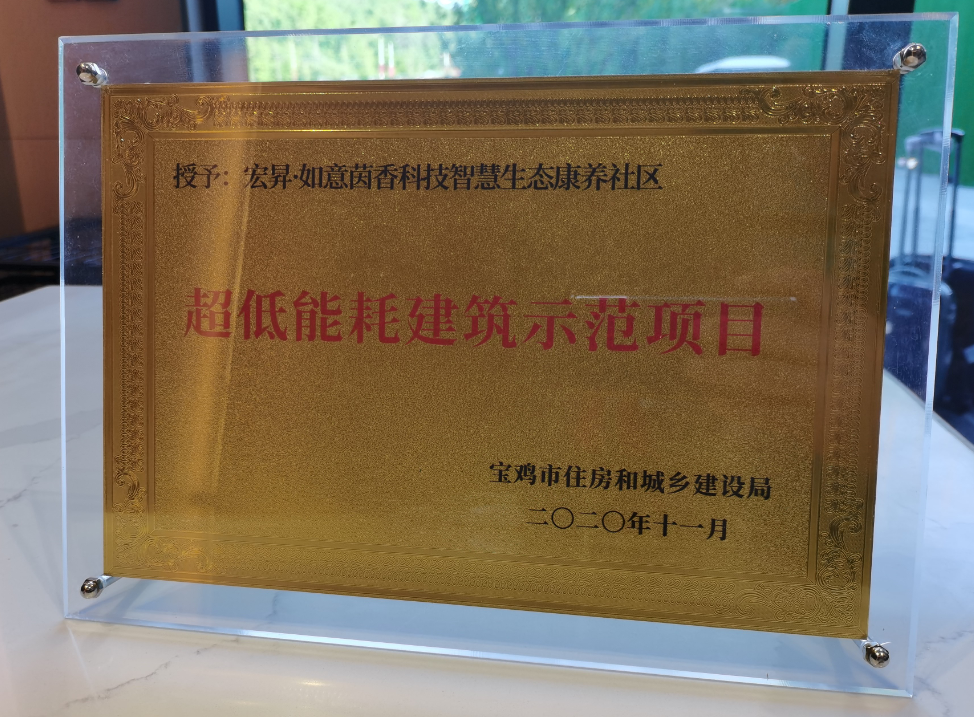 授予：宏昇·如意茵香科技智慧生态康养社区
超低能耗建筑示范项目
宝鸡市住房和城乡建设局
二〇二〇年十一月